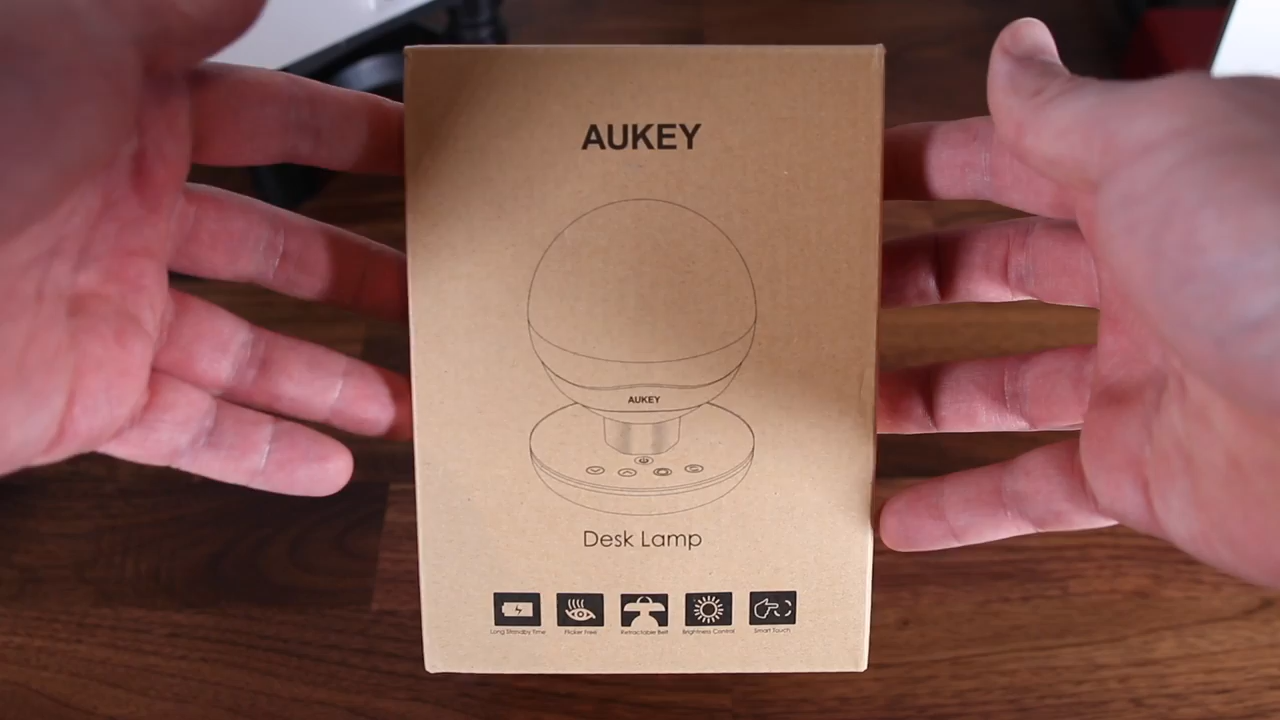 AUKEY
AUKEY
Desk Lamp
Long Standby Time
Flicker Free
Retractable Belt
Brightness Control
Smart Touch